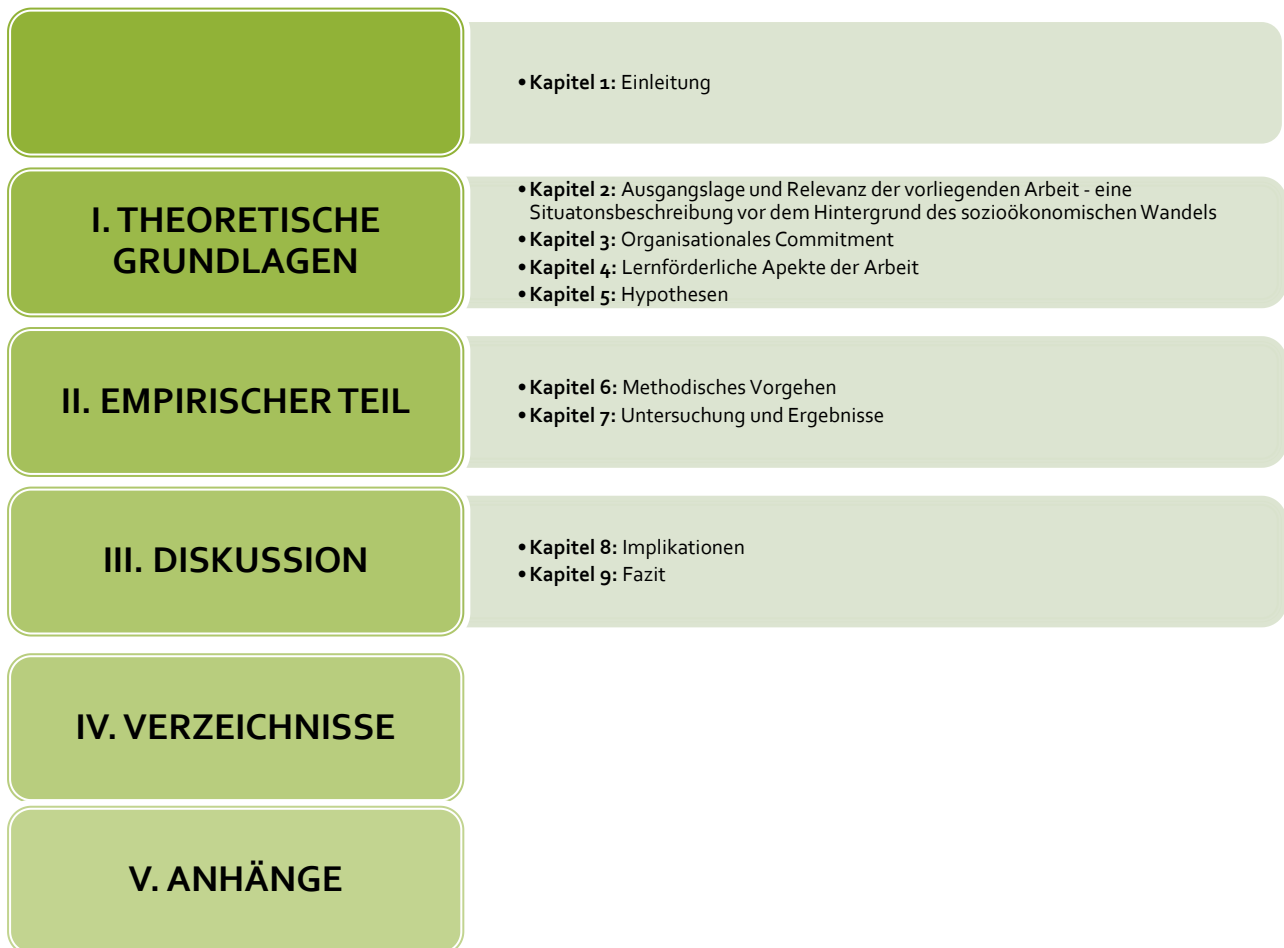 •Kapitel 1: Einleitung
I. THEORETISCHE
GRUNDLAGEN
•Kapitel 2: Ausgangslage und Relevanz der vorliegenden Arbeit - eine
Situatonsbeschreibung vor dem Hintergrund des sozioökonomischen Wandels
•Kapitel 3: Organisationales Commitment
•Kapitel 4: Lernförderliche Apekte der Arbeit
•Kapitel 5: Hypothesen
II. EMPIRISCHER TEIL
•Kapitel 6: Methodisches Vorgehen
•Kapitel 7: Untersuchung und Ergebnisse
III. DISKUSSION
•Kapitel 8: Implikationen
•Kapitel 9: Fazit
IV. VERZEICHNISSE
V. ANHÄNGE